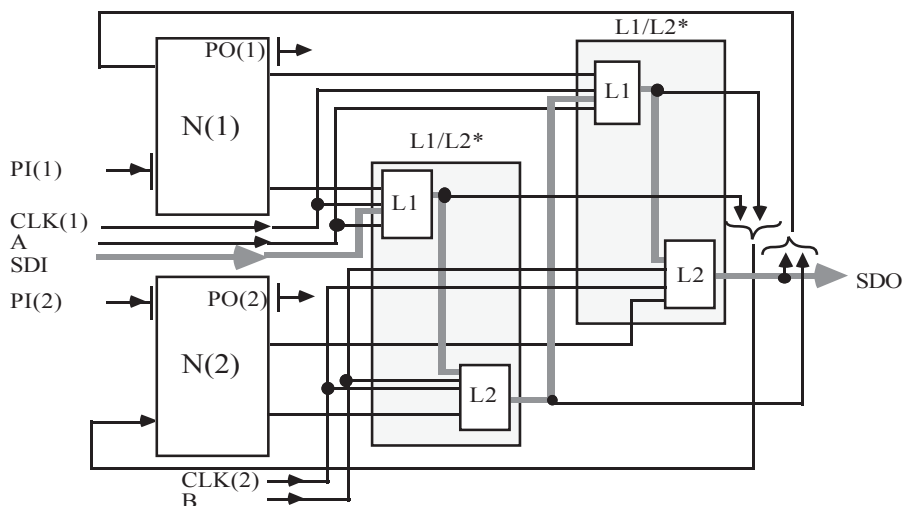 L1/L2*
PO(1)
L1
N(1)
L1/L2*
PI(1)
L1
CLK(1)
A
SDI
L2
SDO
PI(2)
PO(2)
N(2)
L2
CLK(2)
B